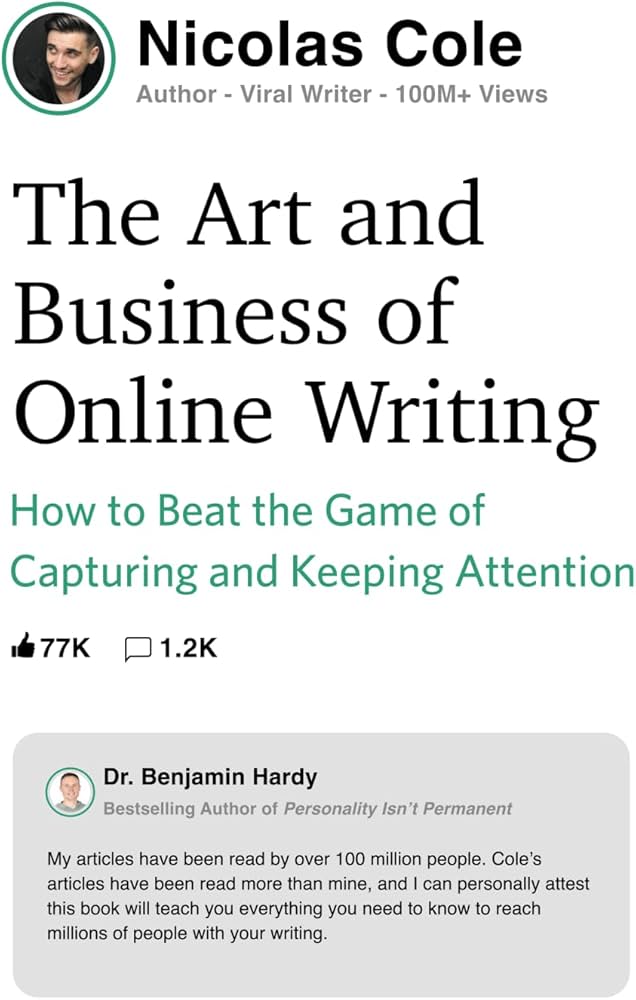 Nicolas Cole
Author - Viral Writer - 100M+ Views
The Art and
Business of
Online Writing
How to Beat the Game of
Capturing and Keeping Attention
77K 1.2K
Dr. Benjamin Hardy
Bestselling Author of Personality Isn’t Permanent
My articles have been read by over 100 million people. Cole’s
articles have been read more than mine, and I can personally attest
this book will teach you everything you need to know to reach
millions of people with your writing.